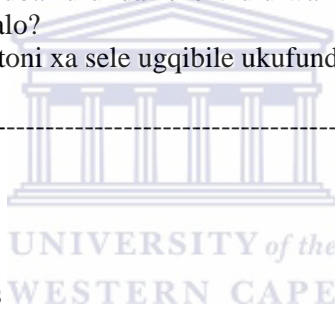 alo?
toni xa sele ugqibile ukufund
UNIVERSITY of the
WESTERN CAPE